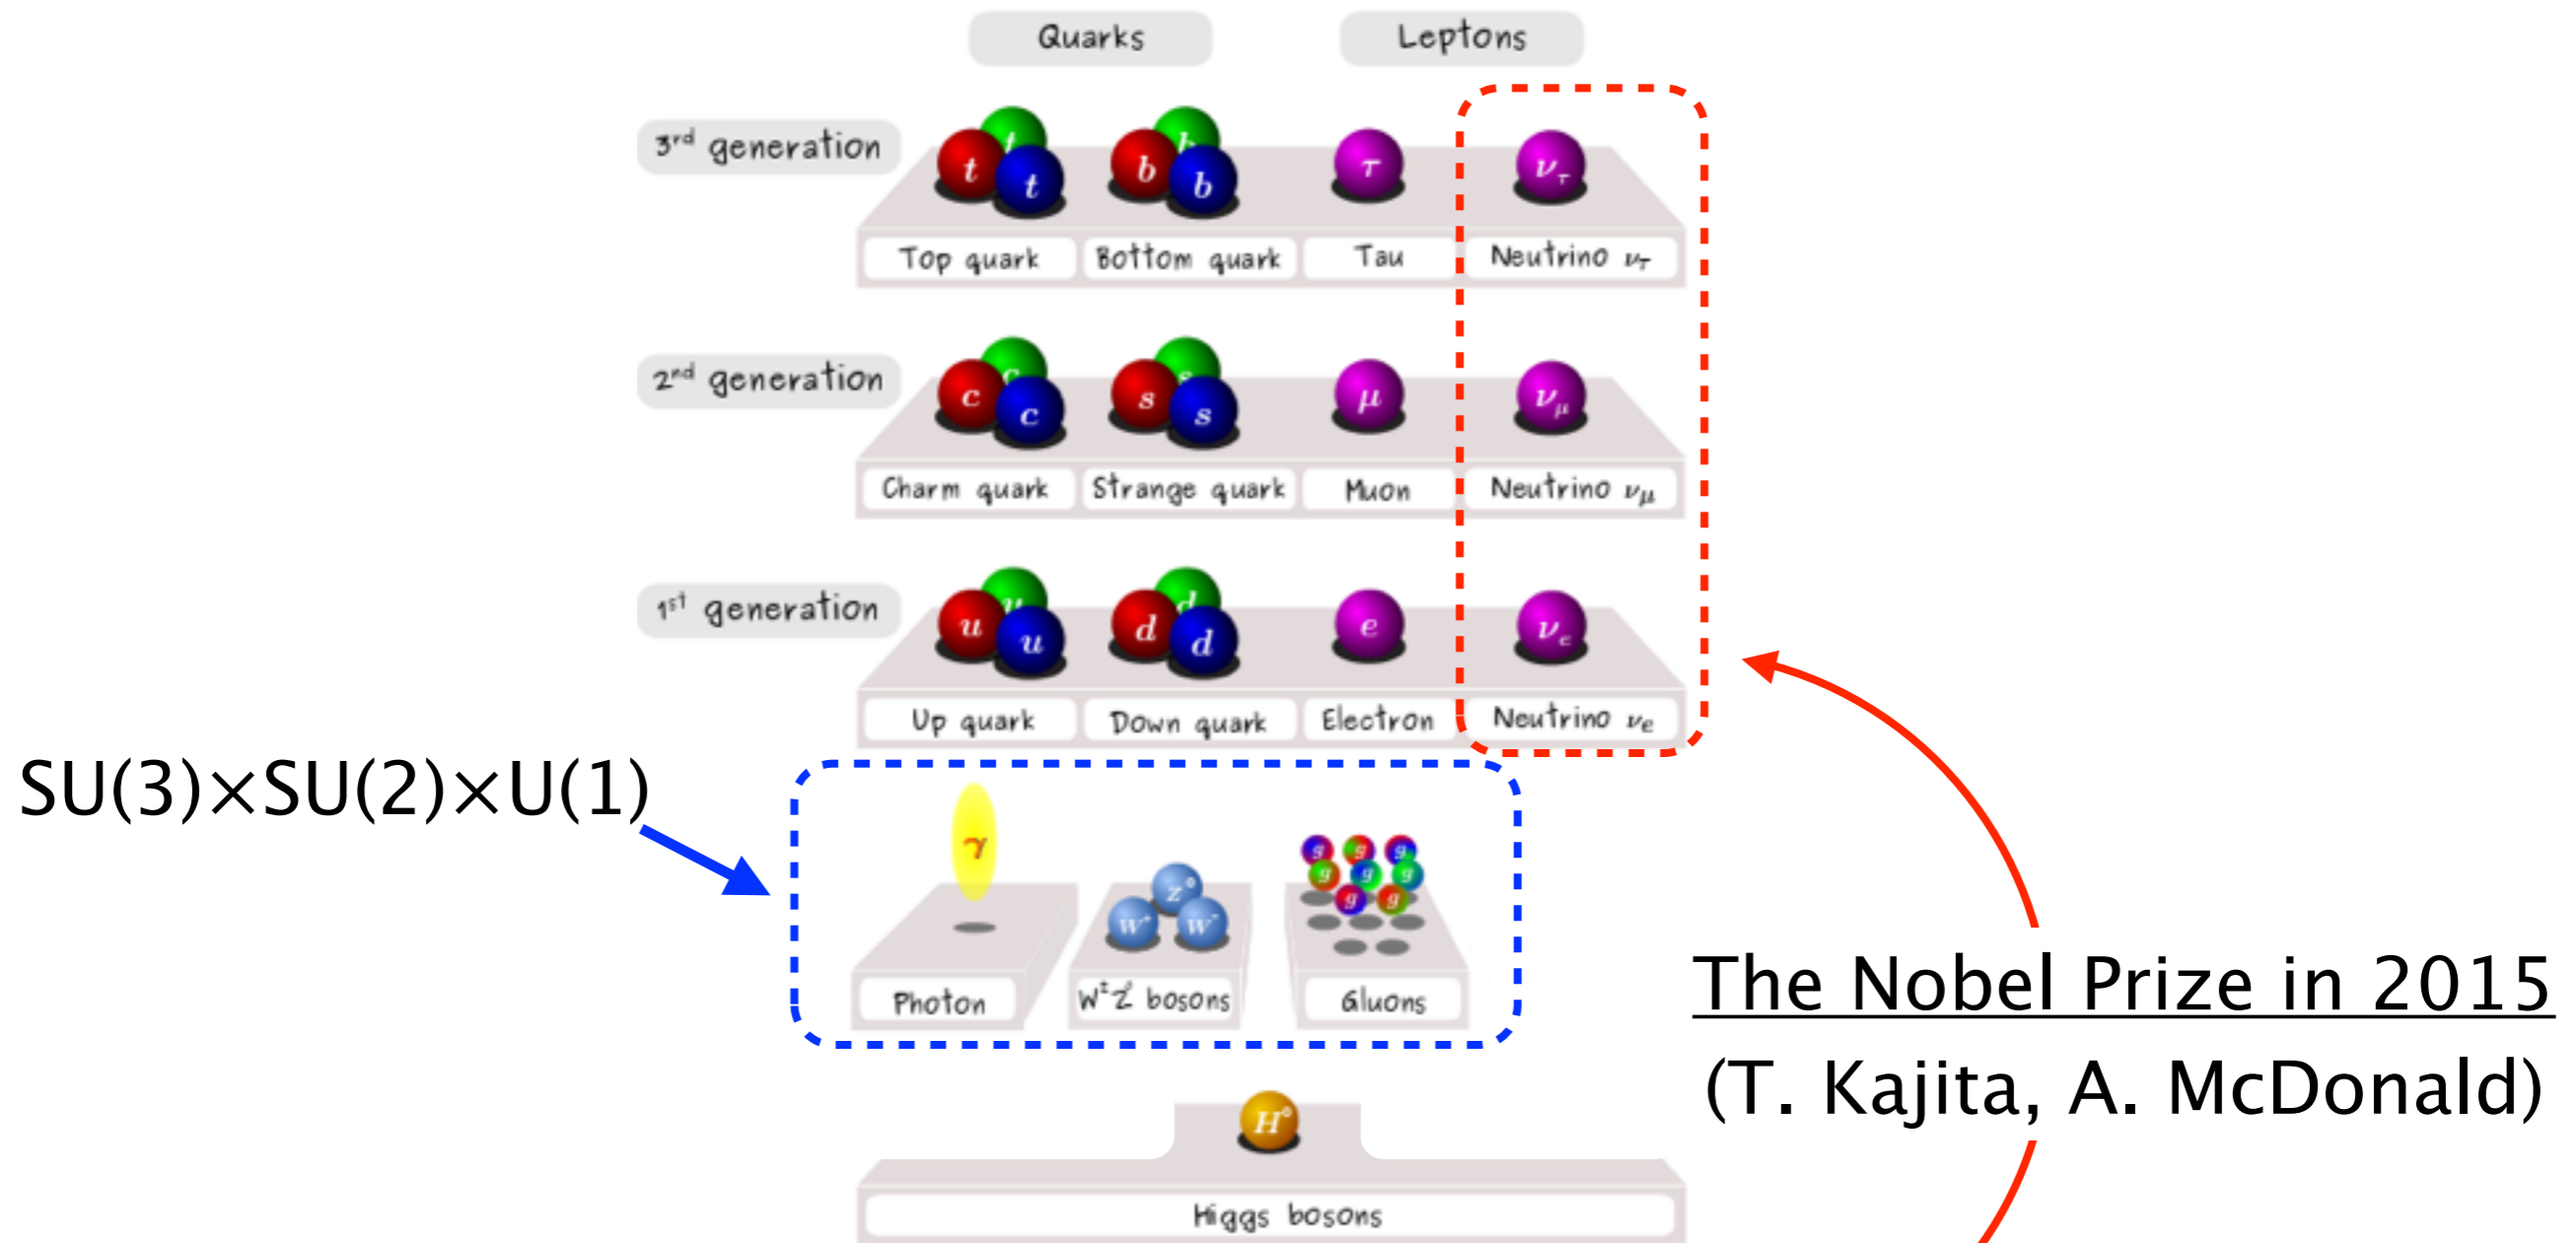 Quarks Leptons
3rd generation
t t t b b b τ ντ
Top quark Bottom quark Tau Neutrino ντ
2nd generation
c c c s s s μ νμ
Charm quark Strange quark Muon Neutrino νμ
1st generation
u u u d d d e νe
Up quark Down quark Electron Neutrino νe
SU(3)×SU(2)×U(1)
γ Z0 W+ W- g g g g g g g g
Photon W±Z0 bosons Gluons
The Nobel Prize in 2015
(T. Kajita, A. McDonald)
H0
Higgs bosons